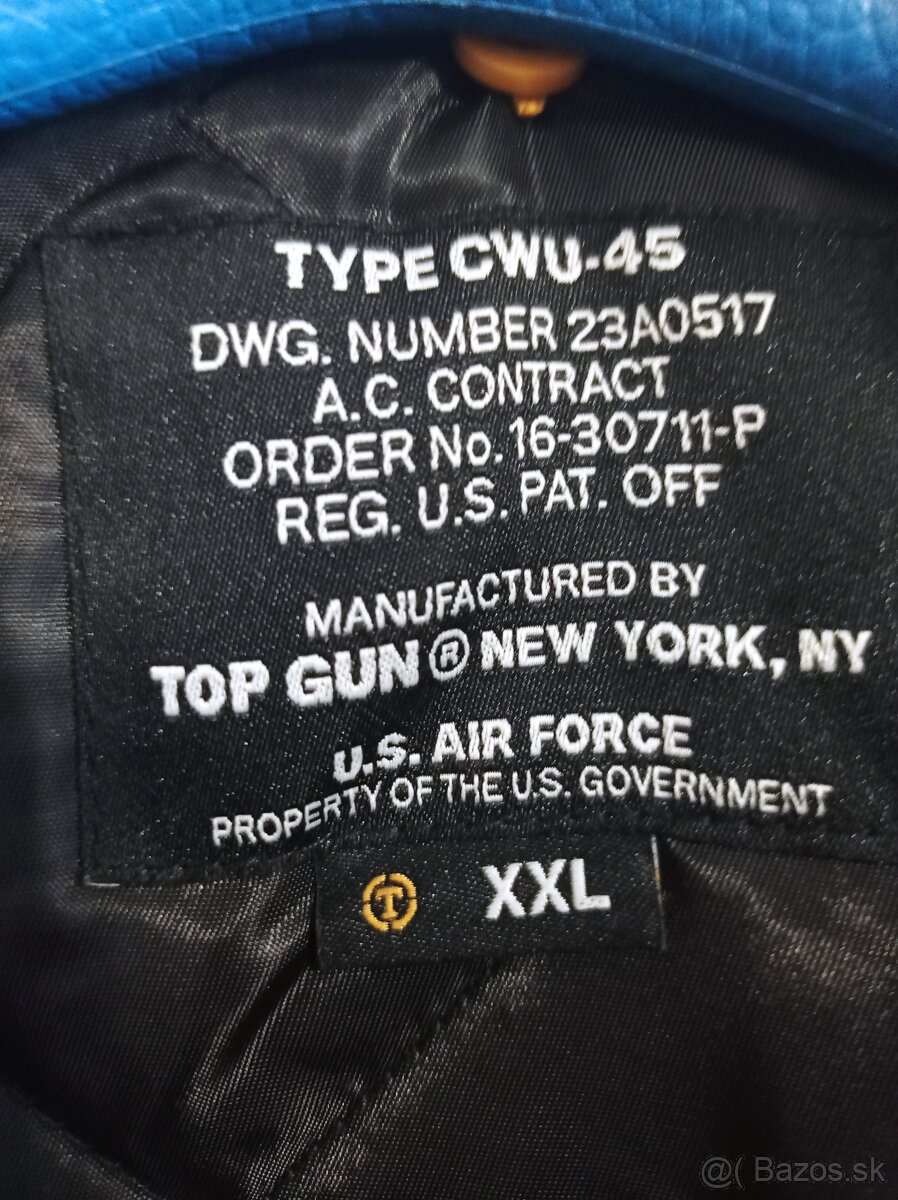 TYPE CWU-45
DWG. NUMBER 23A0517
A.C. CONTRACT
ORDER No. 16-30711-P
REG. U.S. PAT. OFF
MANUFACTURED BY
TOP GUN® NEW YORK, NY
U.S. AIR FORCE
PROPERTY OF THE U.S. GOVERNMENT
T XXL
@( Bazos.sk